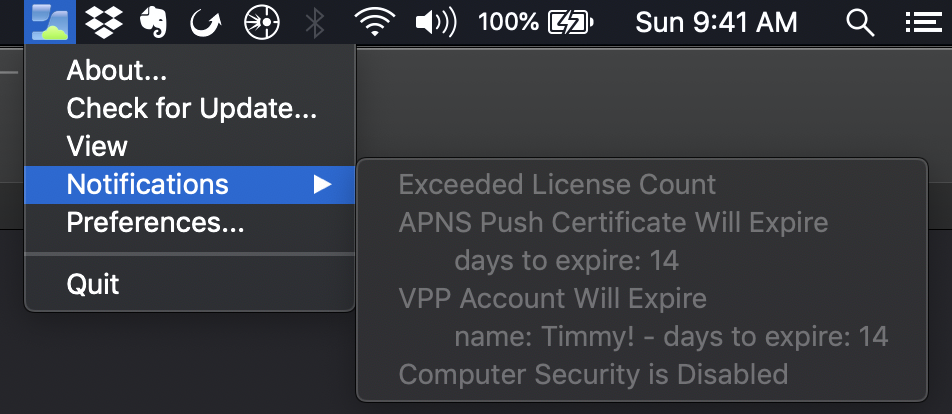 100%
Sun 9:41 AM
About...
Check for Update...
View
Notifications
Preferences...
Quit
Exceeded License Count
APNS Push Certificate Will Expire
days to expire: 14
VPP Account Will Expire
name: Timmy! - days to expire: 14
Computer Security is Disabled